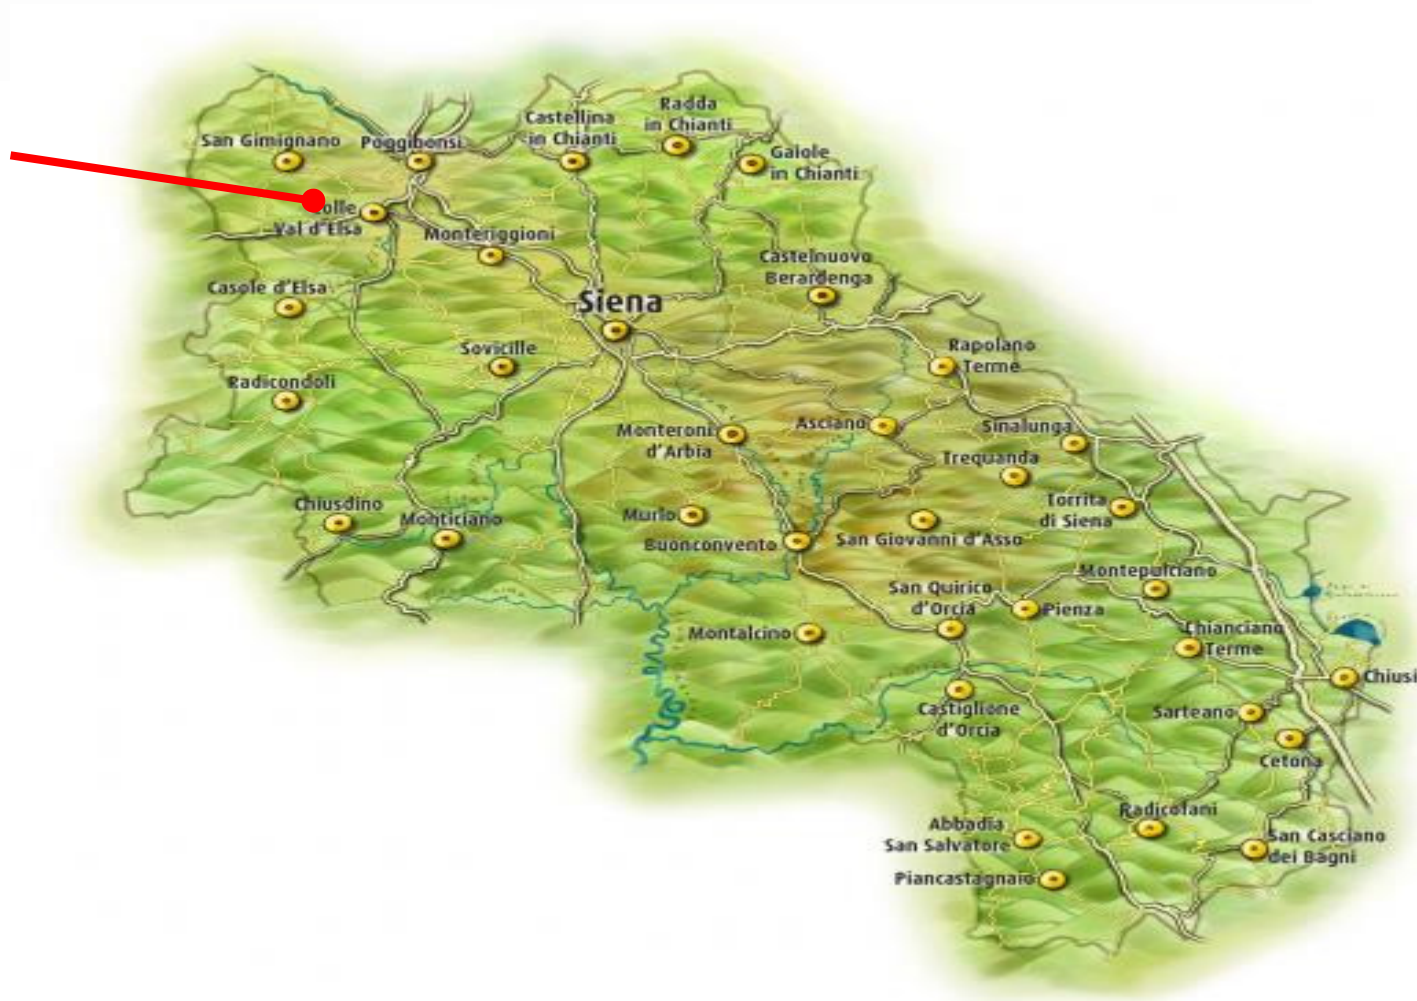 Radda
in Chianti
Castellina
in Chianti
San Gimignano
Poggibonsi
Gaiole
in Chianti
Colle
Val d'Elsa
Monteriggioni
Castelnuovo
Berardenga
Casole d'Elsa
Siena
Sovicille
Rapolano
Terme
Radicondoli
Monteroni
d'Arbia
Asciano
Sinalunga
Trequanda
Chiusdino
Monticiano
Murlo
Torrita
di Siena
Buonconvento
San Giovanni d'Asso
Montepulciano
San Quirico
d'Orcia
Pienza
Montalcino
Chianciano
Terme
Chiusi
Castiglione
d'Orcia
Sarteano
Cetona
Radicofani
Abbadia
San Salvatore
San Casciano
dei Bagni
Piancastagnaio